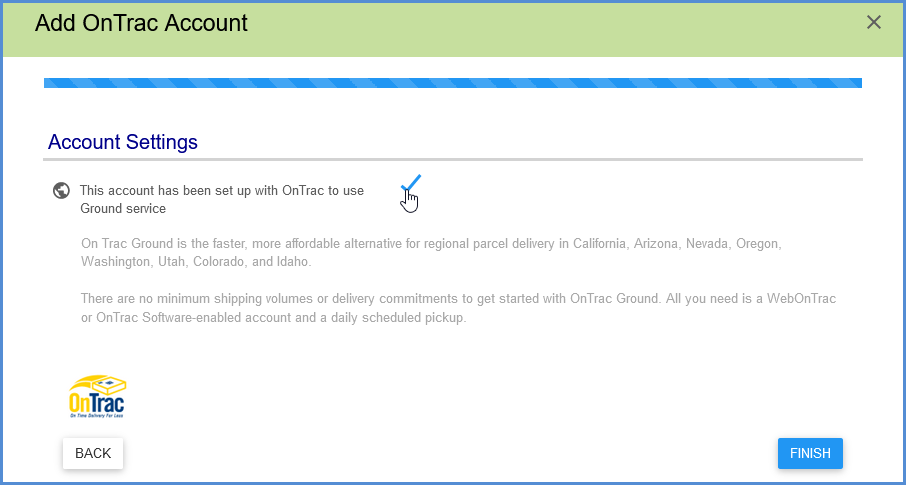 Add OnTrac Account
Account Settings
This account has been set up with OnTrac to use
Ground service
On Trac Ground is the faster, more affordable alternative for regional parcel delivery in California, Arizona, Nevada, Oregon,
Washington, Utah, Colorado, and Idaho.
There are no minimum shipping volumes or delivery commitments to get started with OnTrac Ground. All you need is a WebOnTrac
or OnTrac Software-enabled account and a daily scheduled pickup.
OnTrac
On Time Delivery For Less
BACK
FINISH